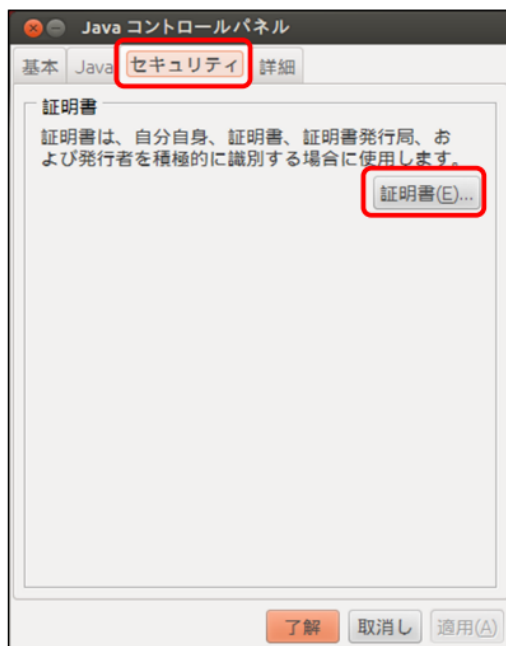 Java コントロールパネル
基本 Java セキュリティ 詳細
証明書
証明書は、自分自身、証明書、証明書発行局、お
よび発行者を積極的に識別する場合に使用します。
証明書(E)...
了解 取消し 適用(A)